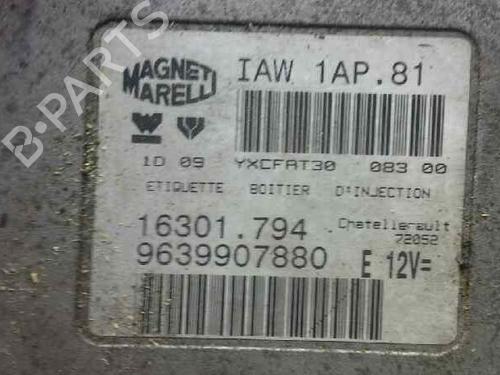 B-PARTS
MAGNETI
MARELLI
IAW 1AP.81
1D 09 YXCFAT30 083 00
ETIQUETTE BOITIER D'INJECTION
16301.794
Chatellerault
72052
9639907880
E 12V=